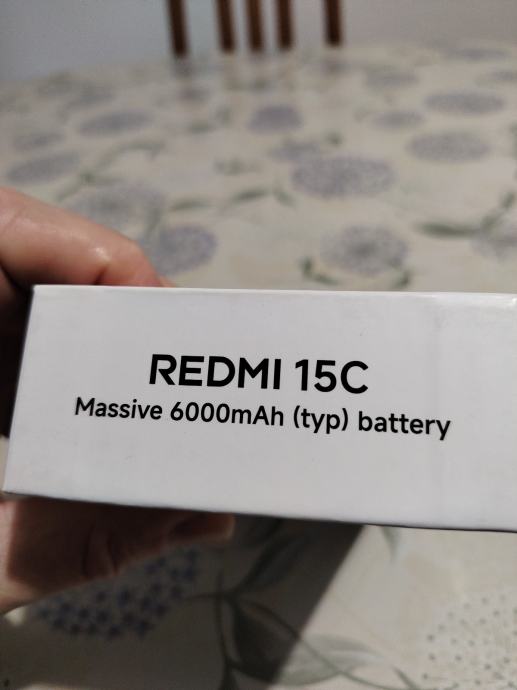 REDMI 15C
Massive 6000mAh (typ) battery